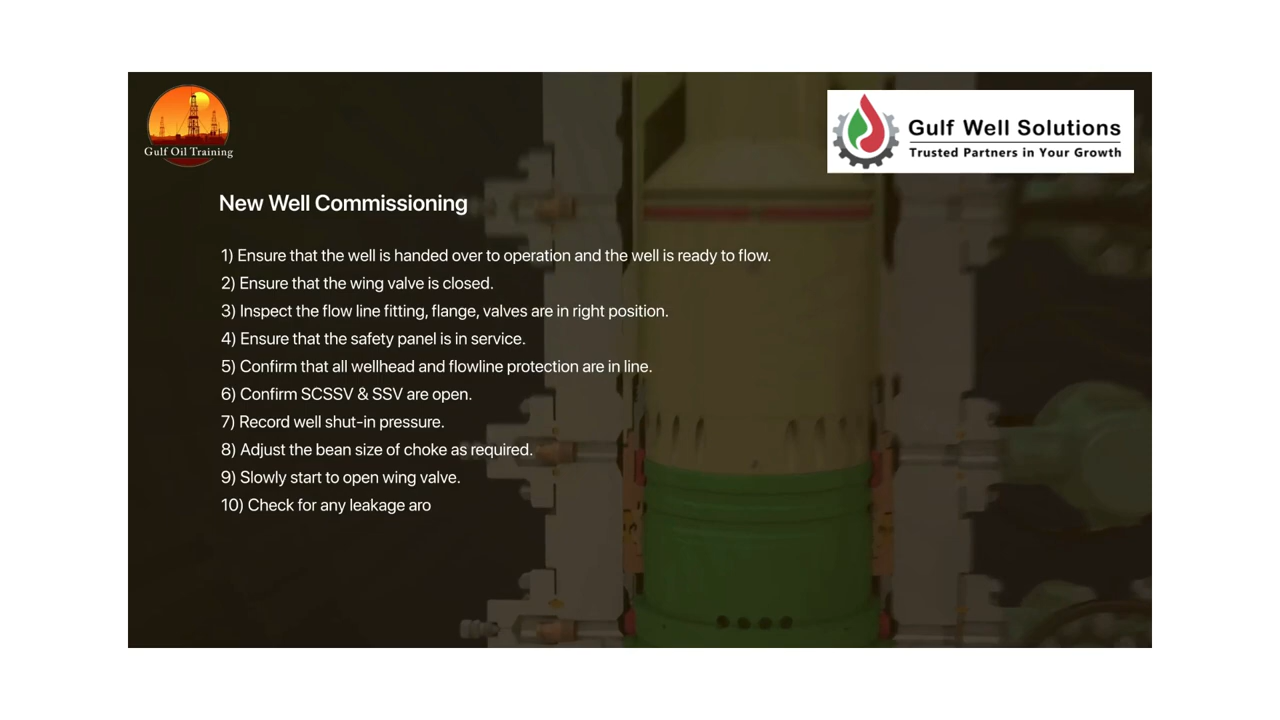 Gulf Oil Training
Gulf Well Solutions
Trusted Partners in Your Growth
New Well Commissioning
1) Ensure that the well is handed over to operation and the well is ready to flow.
2) Ensure that the wing valve is closed.
3) Inspect the flow line fitting, flange, valves are in right position.
4) Ensure that the safety panel is in service.
5) Confirm that all wellhead and flowline protection are in line.
6) Confirm SCSSV & SSV are open.
7) Record well shut-in pressure.
8) Adjust the bean size of choke as required.
9) Slowly start to open wing valve.
10) Check for any leakage aro